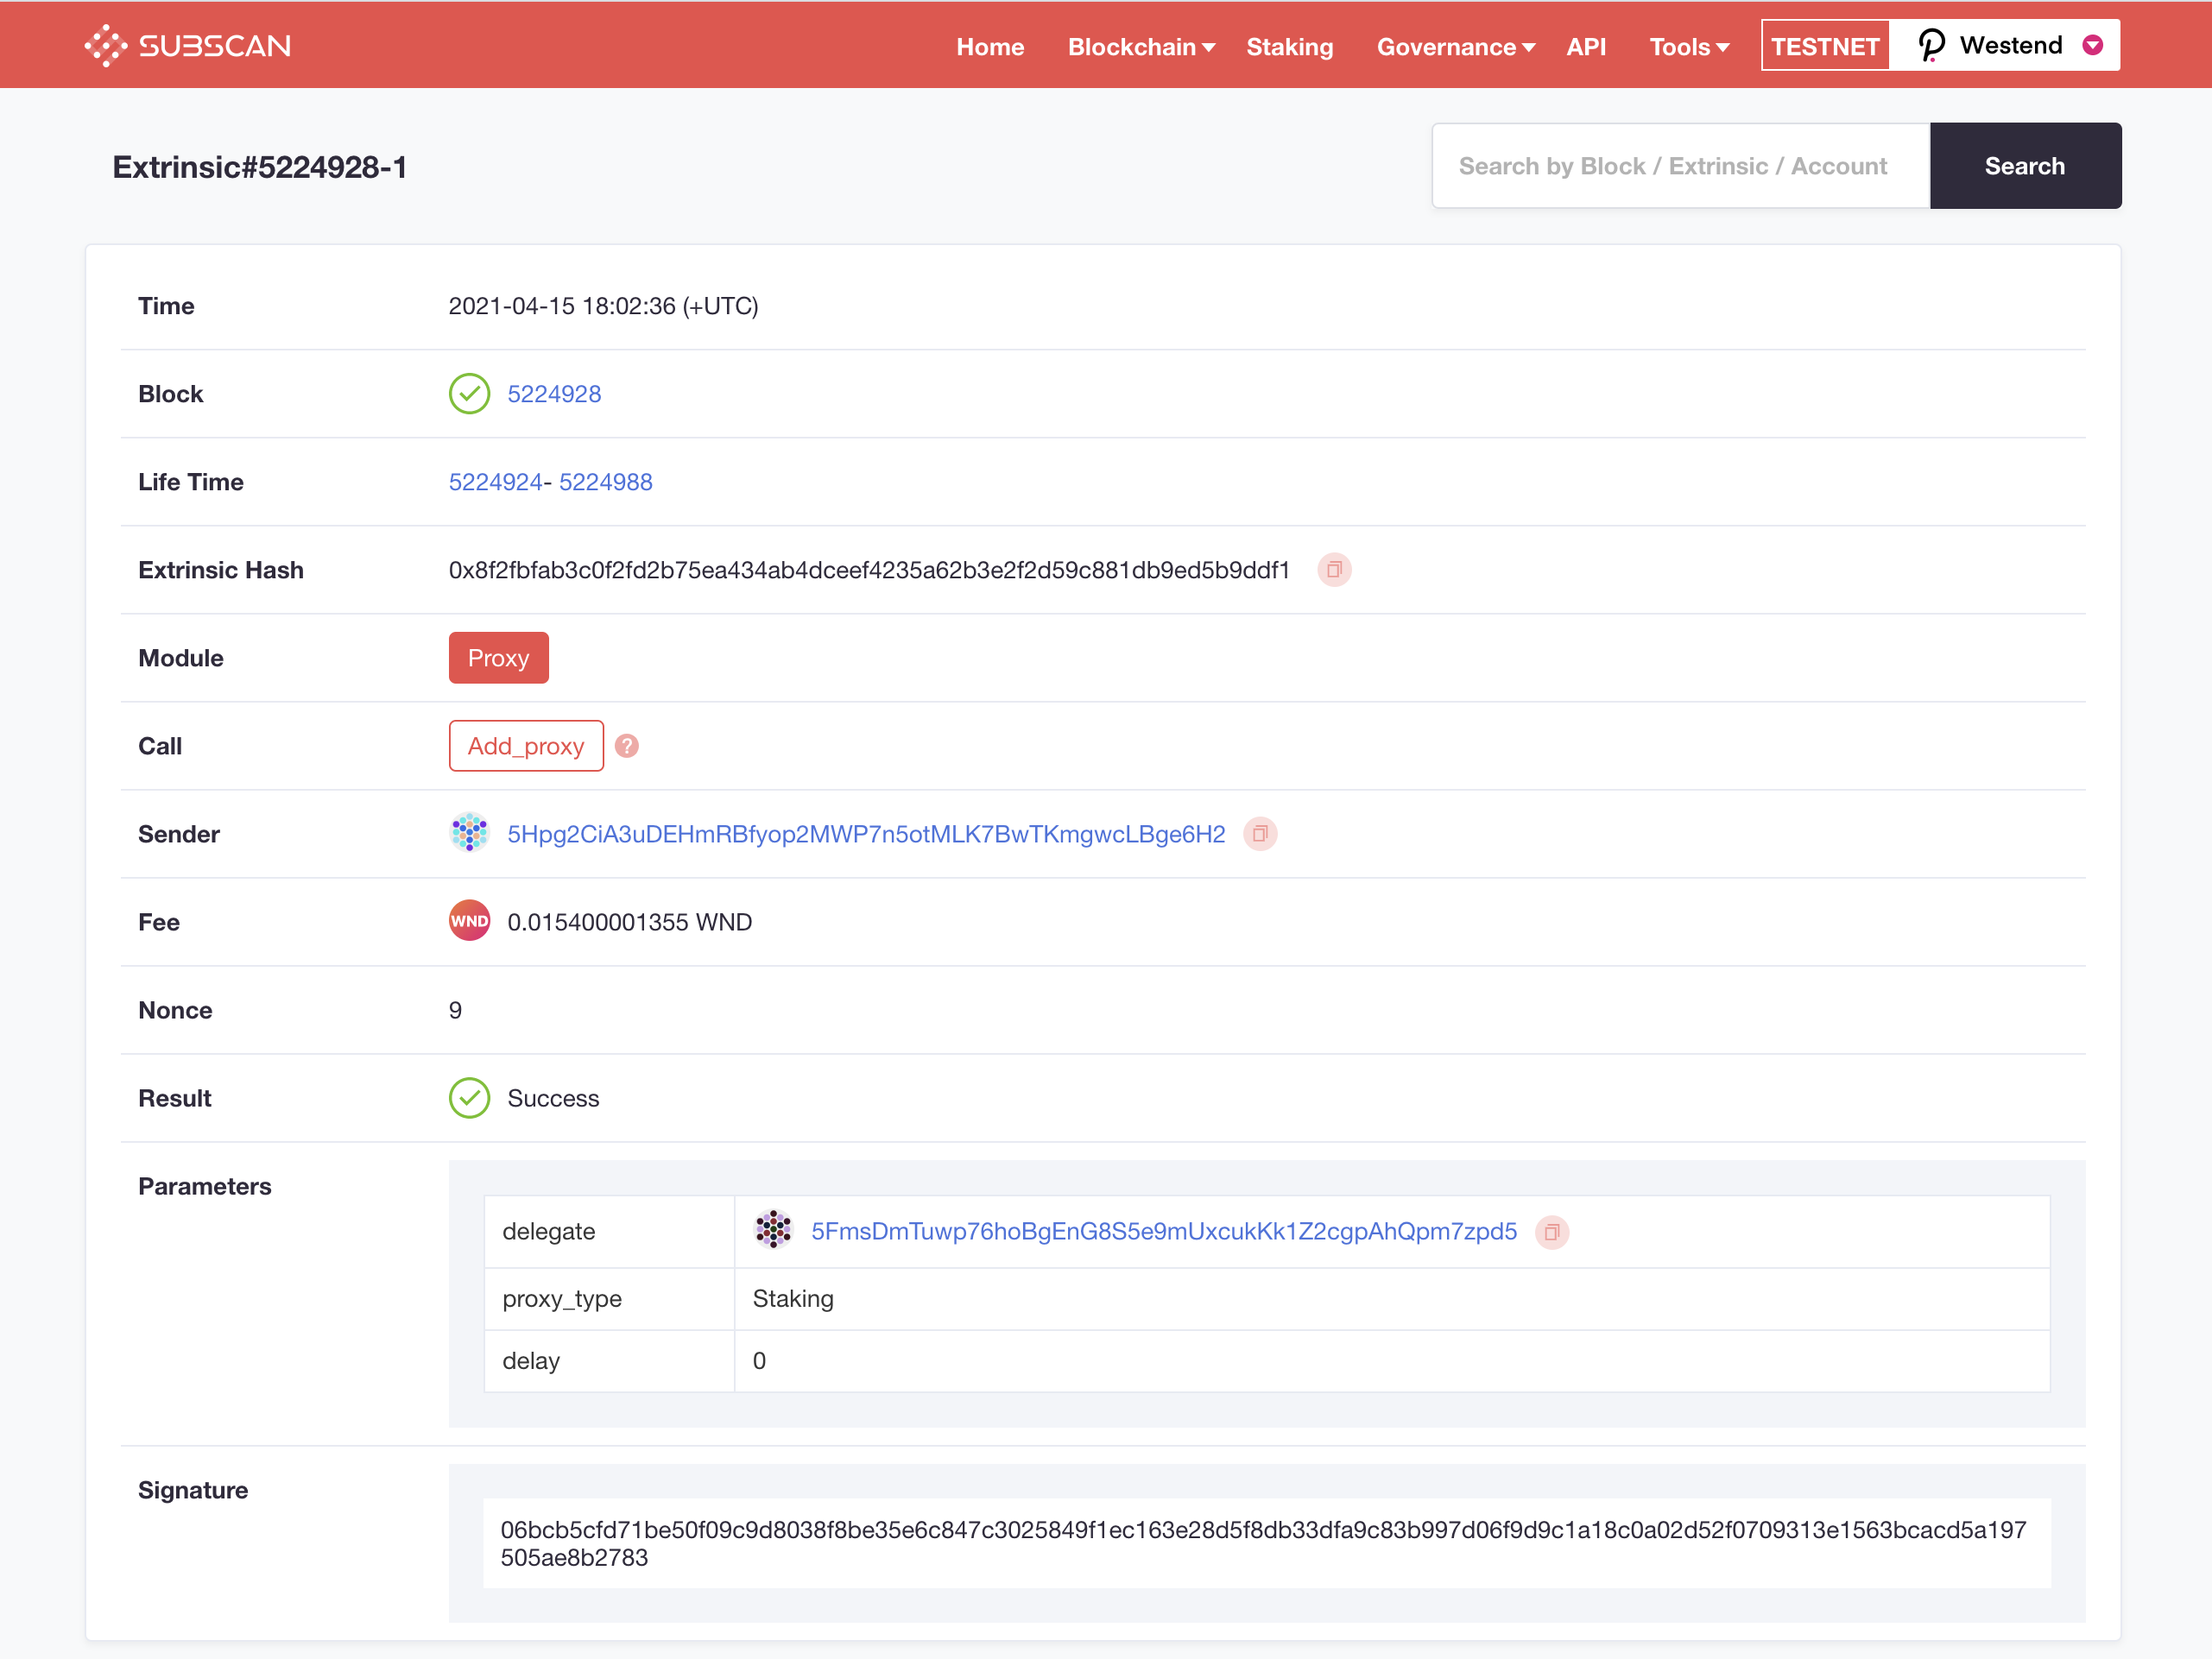 SUBSCAN
Home Blockchain Staking Governance API Tools TESTNET Westend
Extrinsic#5224928-1
Search by Block / Extrinsic / Account Search
Time 2021-04-15 18:02:36 (+UTC)
Block 5224928
Life Time 5224924- 5224988
Extrinsic Hash 0x8f2fbfab3c0f2fd2b75ea434ab4dceef4235a62b3e2f2d59c881db9ed5b9ddf1
Module Proxy
Call Add_proxy ?
Sender 5Hpg2CiA3uDEHmRBfyop2MWP7n5otMLK7BwTKmgwcLBge6H2
Fee WND 0.015400001355 WND
Nonce 9
Result Success
Parameters
delegate 5FmsDmTuwp76hoBgEnG8S5e9mUxcukKk1Z2cgpAhQpm7zpd5
proxy_type Staking
delay 0
Signature
06bcb5cfd71be50f09c9d8038f8be35e6c847c3025849f1ec163e28d5f8db33dfa9c83b997d06f9d9c1a18c0a02d52f0709313e1563bcacd5a197
505ae8b2783